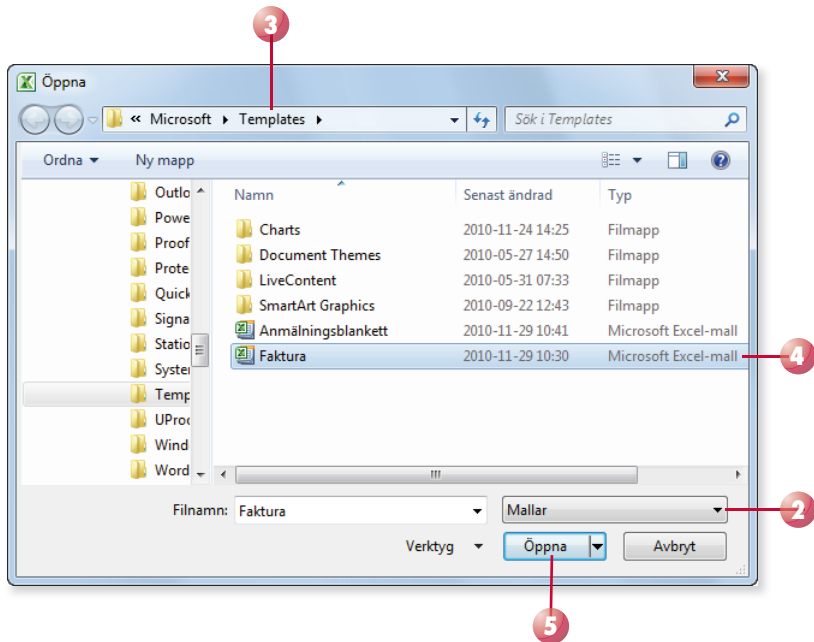 3
Öppna
« Microsoft Templates
Sök i Templates
Ordna Ny mapp
Namn Senast ändrad Typ
Outlo
Powe
Proof
Prote
Quick
Signa
Statio
Syster
Temp
UProc
Wind
Word
Charts 2010-11-24 14:25 Filmapp
Document Themes 2010-05-27 14:50 Filmapp
LiveContent 2010-05-31 07:33 Filmapp
SmartArt Graphics 2010-09-22 12:43 Filmapp
Anmälningsblankett 2010-11-29 10:41 Microsoft Excel-mall
Faktura 2010-11-29 10:30 Microsoft Excel-mall
4
Filnamn: Faktura Mallar
2
Verktyg Öppna Avbryt
5